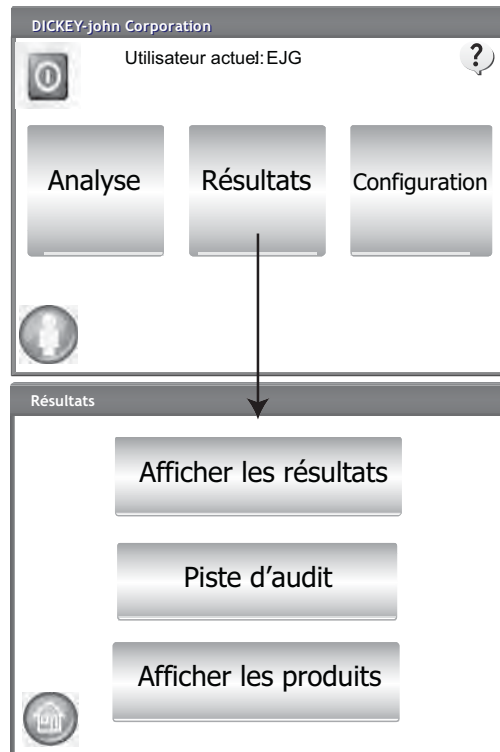 DICKEY-john Corporation
Utilisateur actuel: EJG
?
Analyse Résultats Configuration
Résultats
Afficher les résultats
Piste d’audit
Afficher les produits